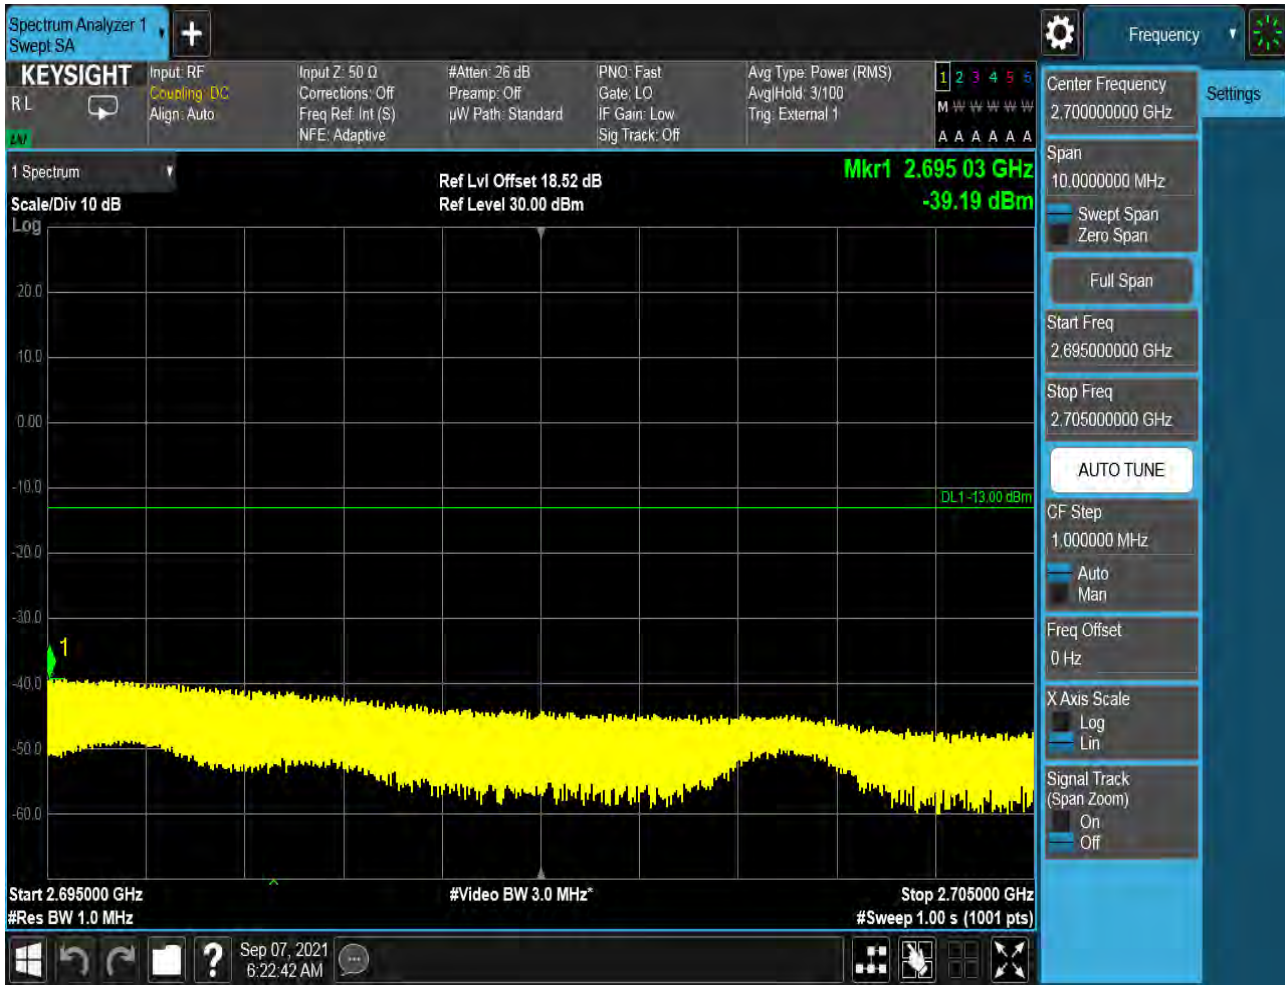 Spectrum Analyzer 1
Swept SA
Frequency
KEYSIGHT
R L
Input: RF
Coupling: DC
Align: Auto
Input Z: 50 Ω
Corrections: Off
Freq Ref: Int (S)
NFE: Adaptive
#Atten: 26 dB
Preamp: Off
µW Path: Standard
PNO: Fast
Gate: LO
IF Gain: Low
Sig Track: Off
Avg Type: Power (RMS)
Avg|Hold: 3/100
Trig: External 1
1 2 3 4 5 6
M W W W W W
A A A A A A
1 Spectrum
Scale/Div 10 dB
Log
Ref Lvl Offset 18.52 dB
Ref Level 30.00 dBm
Mkr1 2.695 03 GHz
-39.19 dBm
20.0
10.0
0.00
-10.0
-20.0
-30.0
-40.0
-50.0
-60.0
DL1 -13.00 dBm
1
Start 2.695000 GHz
#Res BW 1.0 MHz
#Video BW 3.0 MHz*
Stop 2.705000 GHz
#Sweep 1.00 s (1001 pts)
Sep 07, 2021
6:22:42 AM
?
Center Frequency
2.700000000 GHz
Settings
Span
10.0000000 MHz
Swept Span
Zero Span
Full Span
Start Freq
2.695000000 GHz
Stop Freq
2.705000000 GHz
AUTO TUNE
CF Step
1.000000 MHz
Auto
Man
Freq Offset
0 Hz
X Axis Scale
Log
Lin
Signal Track
(Span Zoom)
On
Off